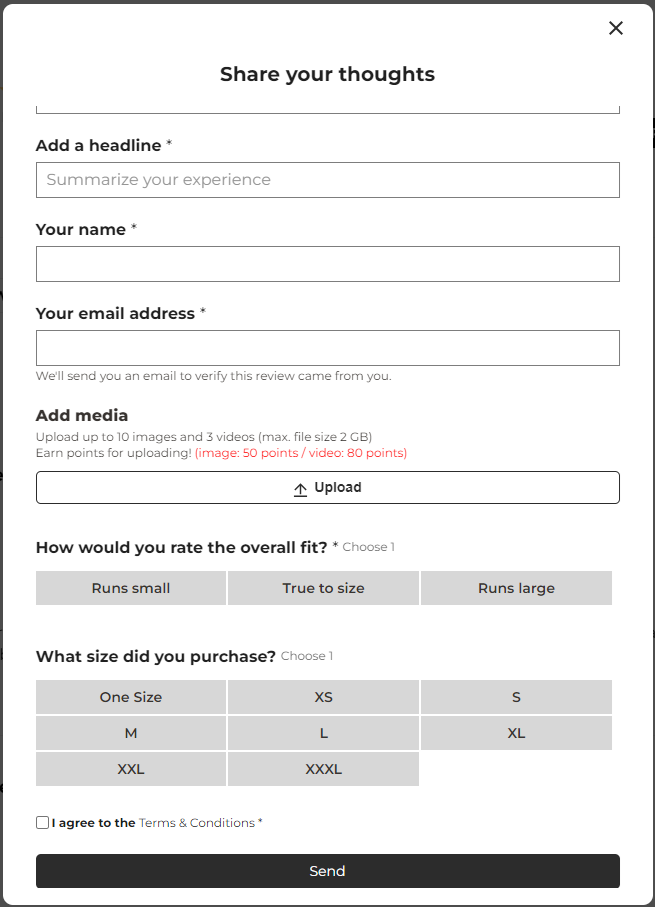 Share your thoughts
Add a headline *
Summarize your experience
Your name *
Your email address *
We'll send you an email to verify this review came from you.
Add media
Upload up to 10 images and 3 videos (max. file size 2 GB)
Earn points for uploading! (image: 50 points / video: 80 points)
Upload
How would you rate the overall fit? * Choose 1
Runs small True to size Runs large
What size did you purchase? Choose 1
One Size XS S
M L XL
XXL XXXL
I agree to the Terms & Conditions *
Send